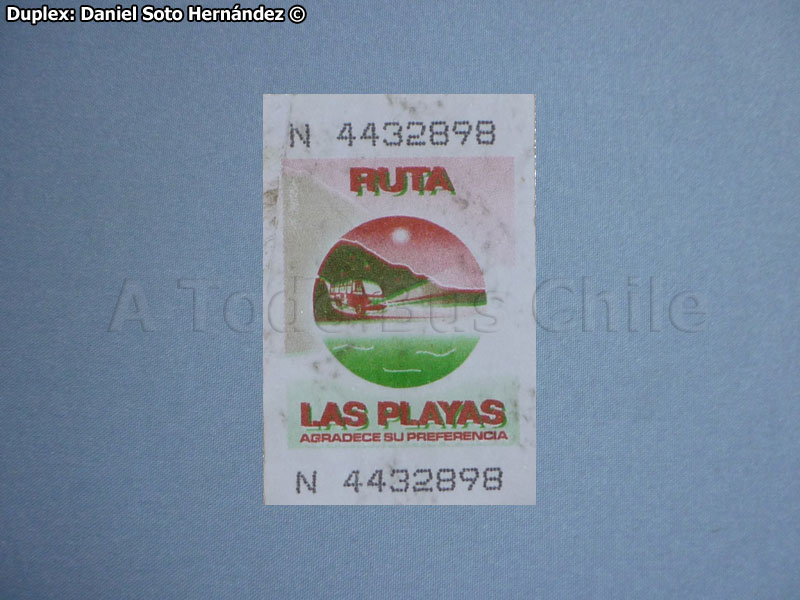 Duplex: Daniel Soto Hernández ©
N 4432898
RUTA
A Todo Bus Chile
LAS PLAYAS
AGRADECE SU PREFERENCIA
N 4432898